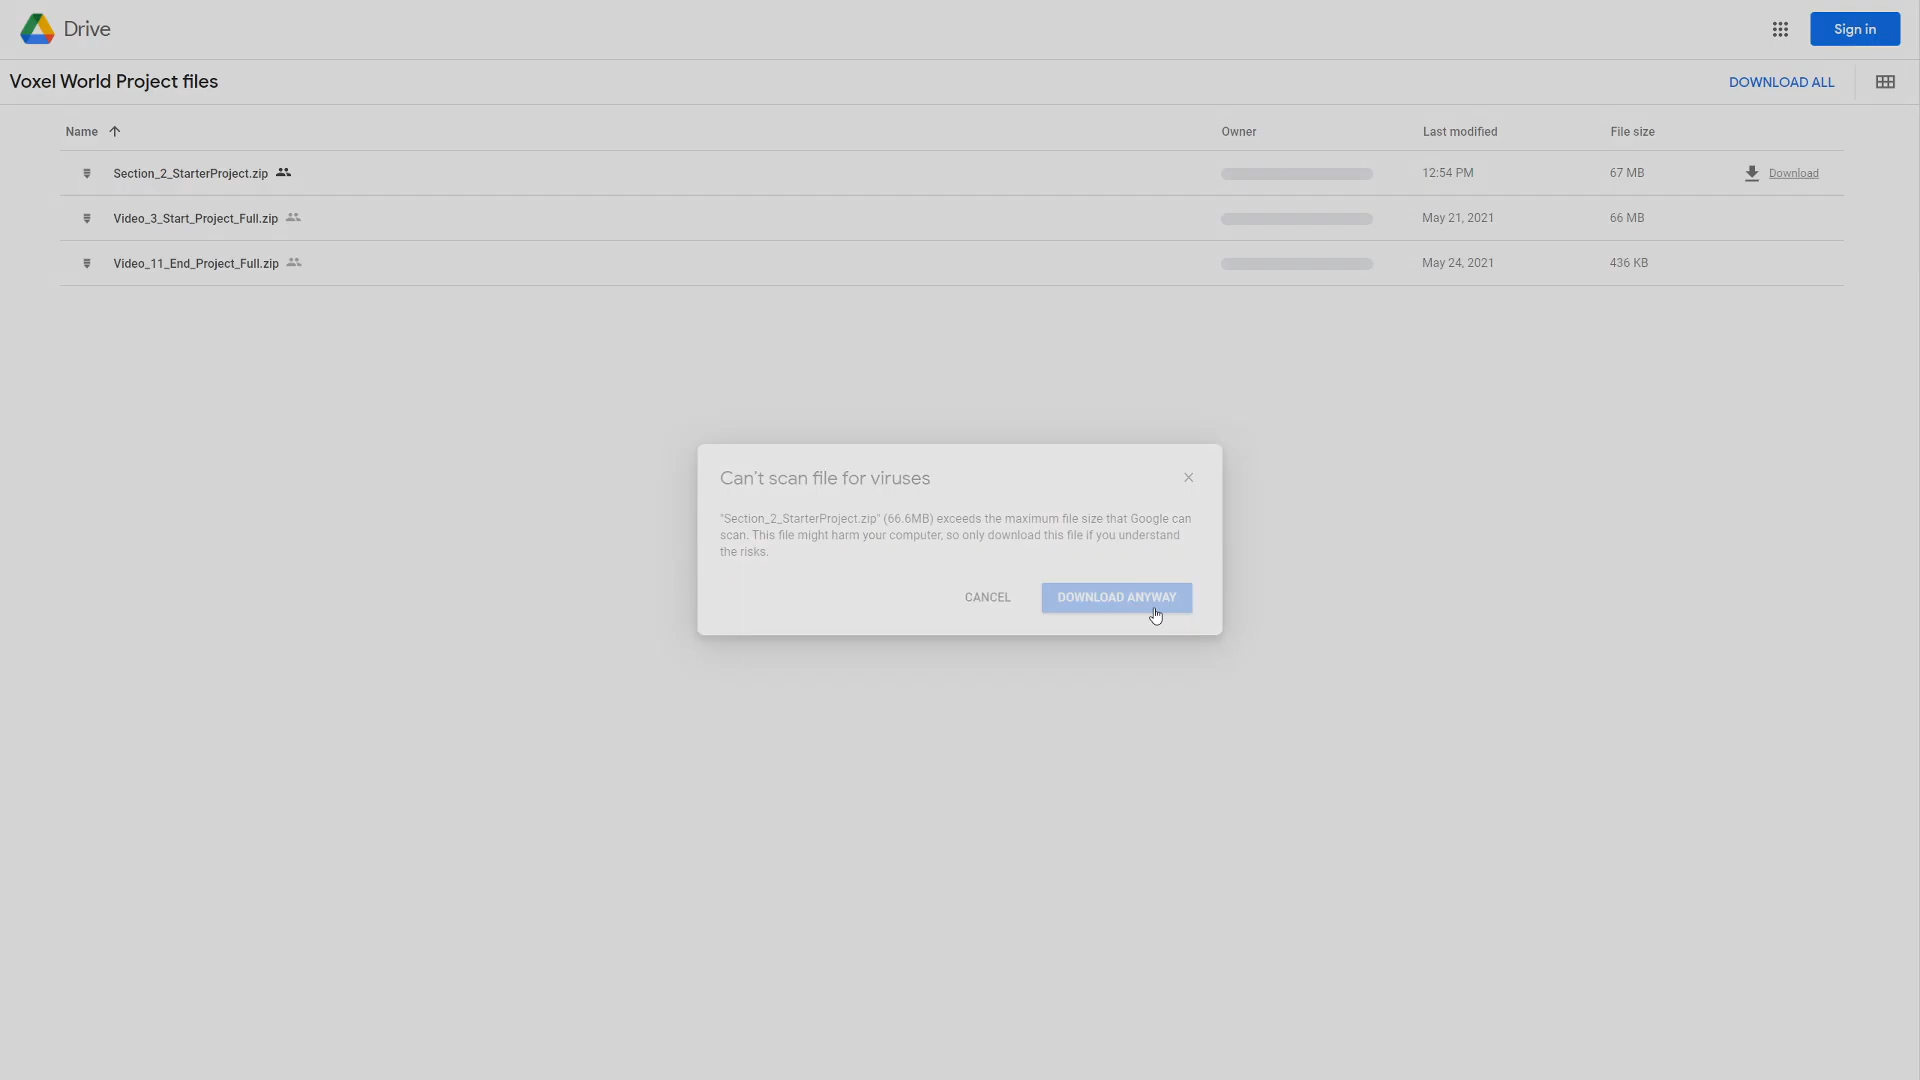 Drive
Sign in
Voxel World Project files
DOWNLOAD ALL
Name Owner Last modified File size
Section_2_StarterProject.zip 12:54 PM 67 MB Download
Video_3_Start_Project_Full.zip May 21, 2021 66 MB
Video_11_End_Project_Full.zip May 24, 2021 436 KB
Can't scan file for viruses
"Section_2_StarterProject.zip" (66.6MB) exceeds the maximum file size that Google can
scan. This file might harm your computer, so only download this file if you understand
the risks.
CANCEL DOWNLOAD ANYWAY